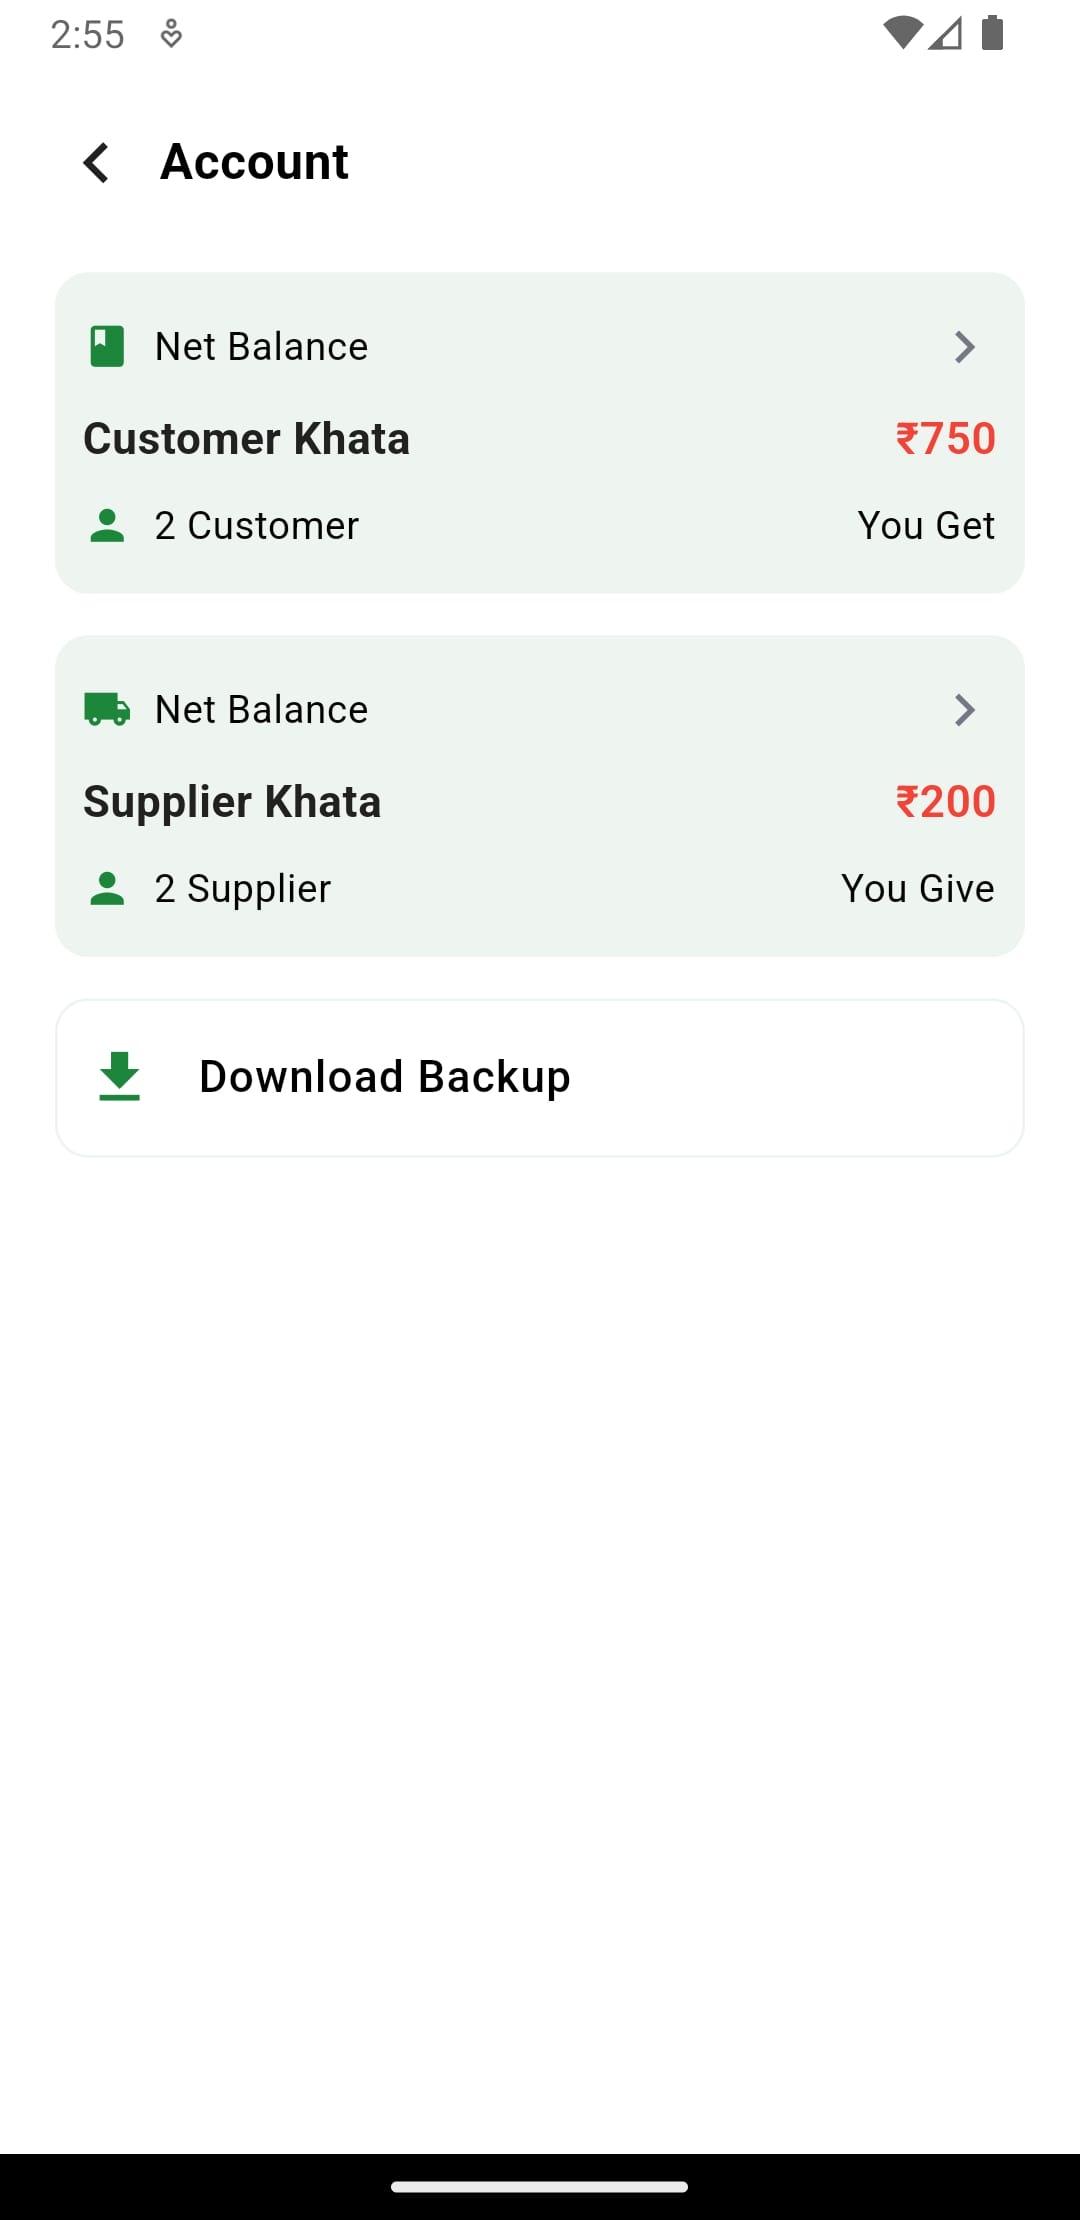 2:55
Account
Net Balance
Customer Khata ₹750
2 Customer You Get
Net Balance
Supplier Khata ₹200
2 Supplier You Give
Download Backup